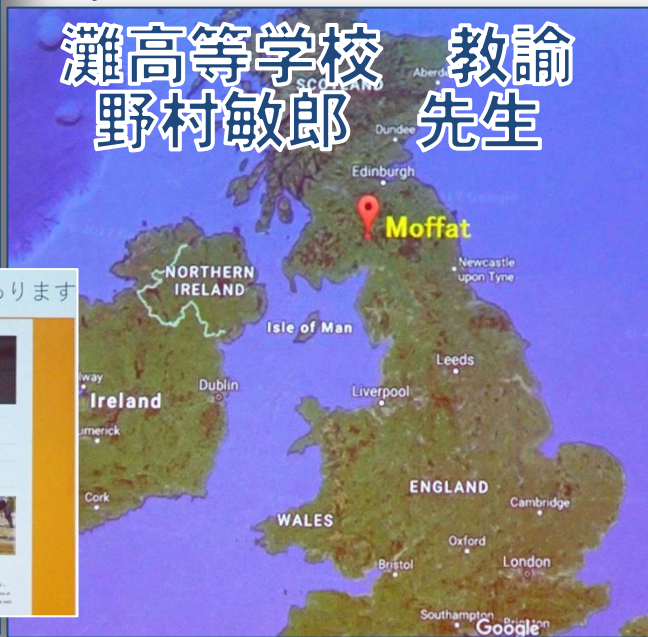 灘高等学校　教諭
野村敏郎　先生
SCOTLAND
Dundee
Edinburgh
Moffat
Newcastle
upon Tyne
NORTHERN
IRELAND
Isle of Man
ります
Leeds
Dublin
Liverpool
Ireland
Cork
ENGLAND
Cambridge
WALES
Oxford
Bristol
London
Southampton
Google